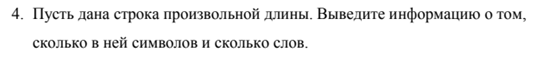 4. Пусть дана строка произвольной длины. Выведите информацию о том,
сколько в ней символов и сколько слов.